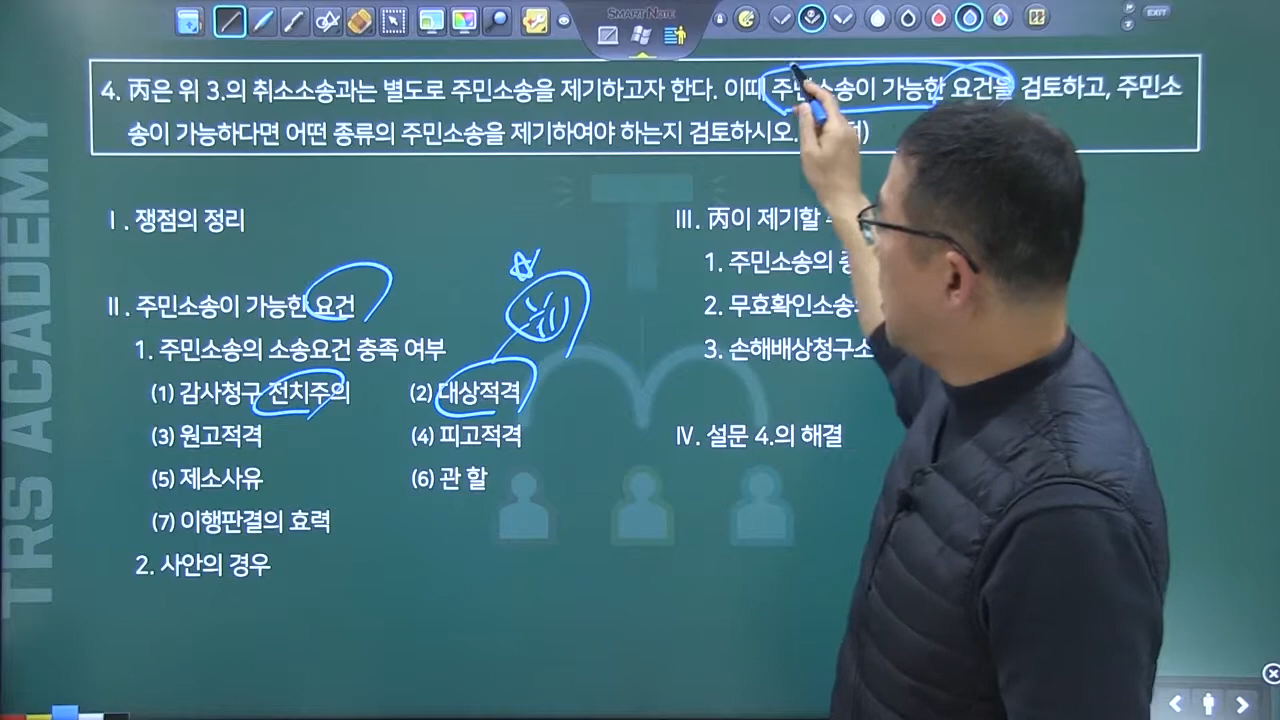 SMART NOTE
EXIT
4. 丙은 위 3.의 취소소송과는 별도로 주민소송을 제기하고자 한다. 이때 주민소송이 가능한 요건을 검토하고, 주민소
송이 가능하다면 어떤 종류의 주민소송을 제기하여야 하는지 검토하시오.
Ⅰ. 쟁점의 정리
Ⅱ. 주민소송이 가능한 요건
1. 주민소송의 소송요건 충족 여부
(1) 감사청구 전치주의
(2) 대상적격
(3) 원고적격
(4) 피고적격
(5) 제소사유
(6) 관 할
(7) 이행판결의 효력
2. 사안의 경우
Ⅲ. 丙이 제기할
1. 주민소송의
2. 무효확인소송
3. 손해배상청구소
Ⅳ. 설문 4.의 해결
TRS ACADEMY